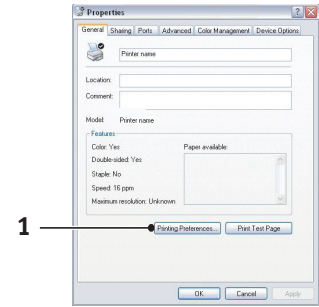 Properties
General Sharing Ports Advanced Color Management Device Options
Printer name
Location:
Comment:
Model: Printer name
Features
Color: Yes Paper available:
Double-sided: Yes
Staple: No
Speed: 16 ppm
Maximum resolution: Unknown
1
Printing Preferences... Print Test Page
OK Cancel Apply